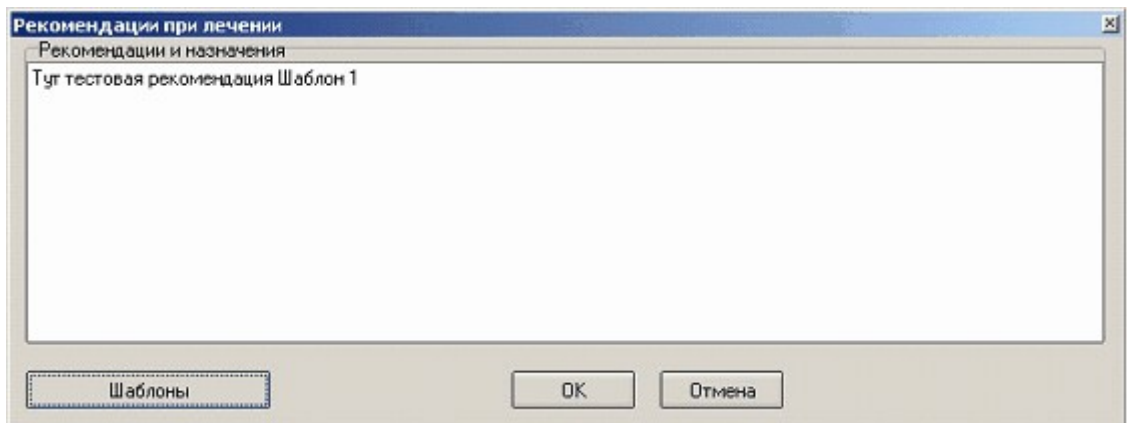 Рекомендации при лечении
Рекомендации и назначения
Тут тестовая рекомендация Шаблон 1
Шаблоны
OK
Отмена